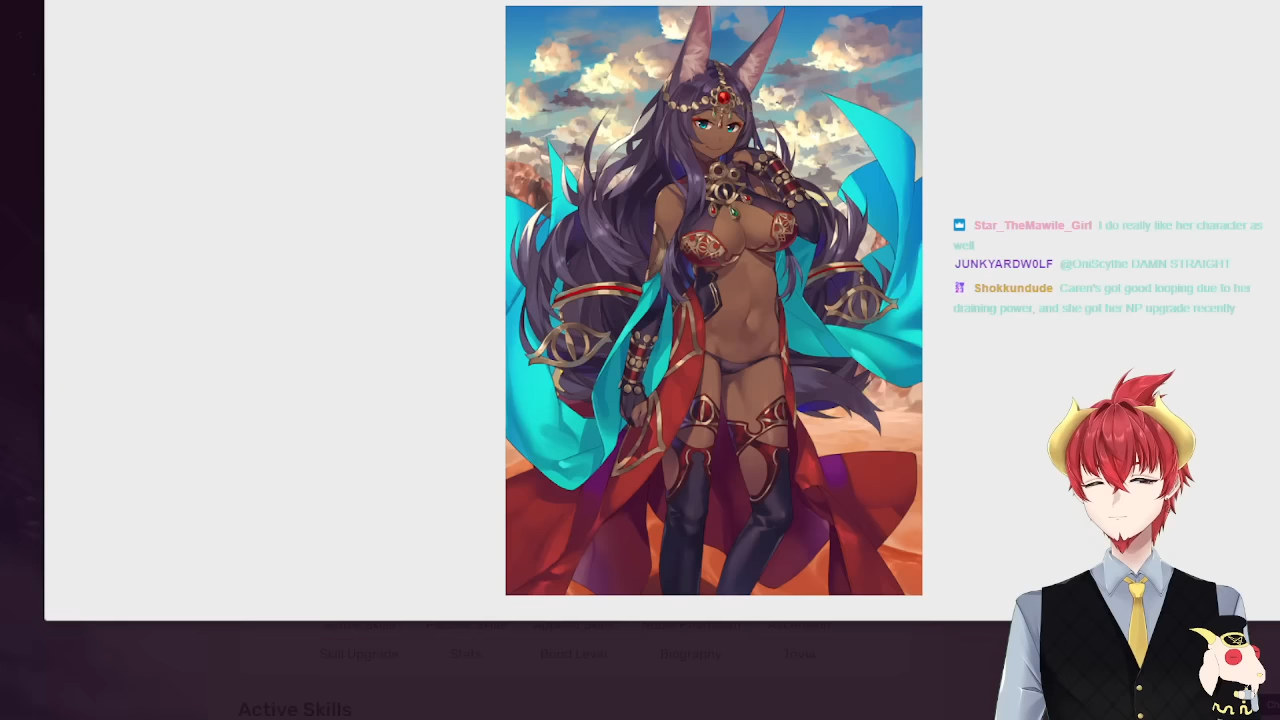 Star_TheMawile_Girl I do really like her character as
well
JUNKYARDW0LF @OniScythe DAMN STRAIGHT
Shokkundude Caren's got good looping due to her
draining power, and she got her NP upgrade recently
Skill Upgrade Stats Bond Level Biography Trivia
Active Skills